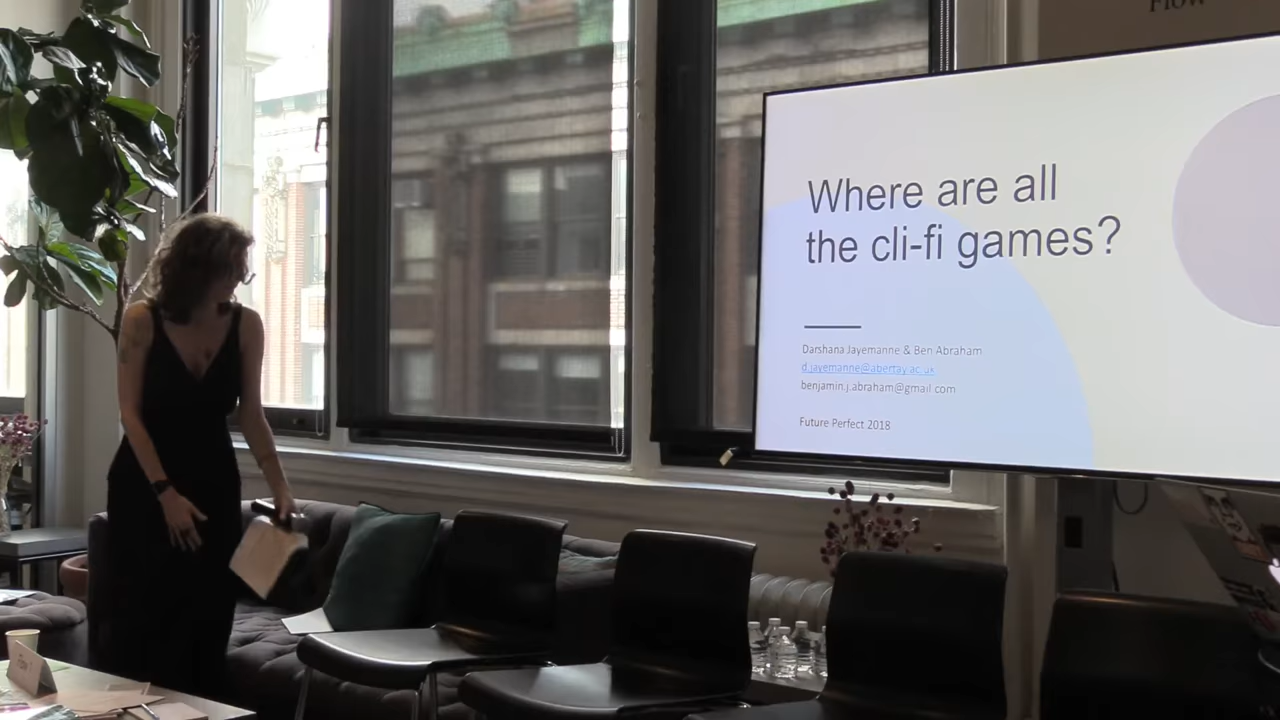 Flow
Where are all
the cli-fi games?
Darshana Jayemanne & Ben Abraham
d.jayemanne@abertay.ac.uk
benjamin.j.abraham@gmail.com
Future Perfect 2018